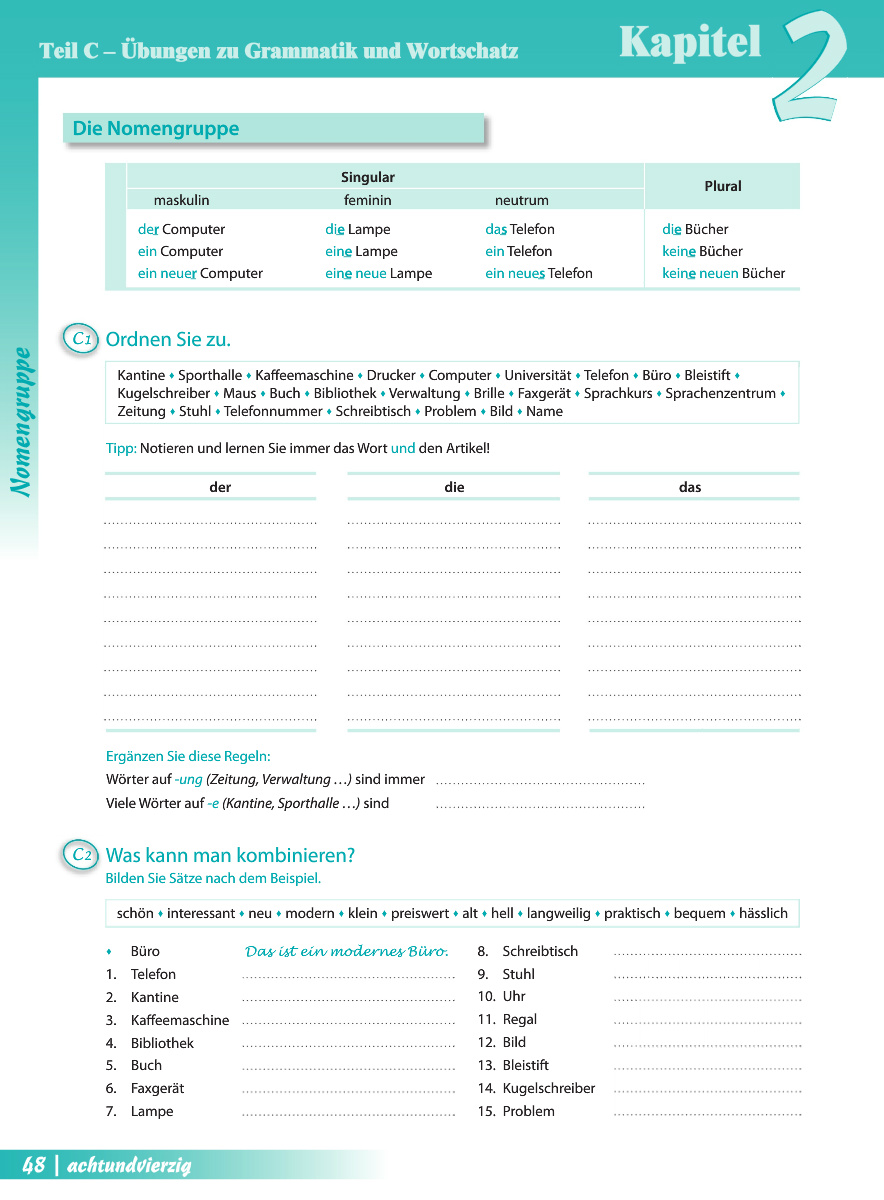 Teil C – Übungen zu Grammatik und Wortschatz
Kapitel 2
Die Nomengruppe
Singular
Plural
maskulin feminin neutrum
der Computer die Lampe das Telefon die Bücher
ein Computer eine Lampe ein Telefon keine Bücher
ein neuer Computer eine neue Lampe ein neues Telefon keine neuen Bücher
Nomengruppe
C1 Ordnen Sie zu.
Kantine ♦ Sporthalle ♦ Kaffeemaschine ♦ Drucker ♦ Computer ♦ Universität ♦ Telefon ♦ Büro ♦ Bleistift ♦
Kugelschreiber ♦ Maus ♦ Buch ♦ Bibliothek ♦ Verwaltung ♦ Brille ♦ Faxgerät ♦ Sprachkurs ♦ Sprachenzentrum ♦
Zeitung ♦ Stuhl ♦ Telefonnummer ♦ Schreibtisch ♦ Problem ♦ Bild ♦ Name
Tipp: Notieren und lernen Sie immer das Wort und den Artikel!
der die das
Ergänzen Sie diese Regeln:
Wörter auf -ung (Zeitung, Verwaltung …) sind immer
Viele Wörter auf -e (Kantine, Sporthalle …) sind
C2 Was kann man kombinieren?
Bilden Sie Sätze nach dem Beispiel.
schön ♦ interessant ♦ neu ♦ modern ♦ klein ♦ preiswert ♦ alt ♦ hell ♦ langweilig ♦ praktisch ♦ bequem ♦ hässlich
♦ Büro Das ist ein modernes Büro.
1. Telefon
2. Kantine
3. Kaffeemaschine
4. Bibliothek
5. Buch
6. Faxgerät
7. Lampe
8. Schreibtisch
9. Stuhl
10. Uhr
11. Regal
12. Bild
13. Bleistift
14. Kugelschreiber
15. Problem
48 | achtundvierzig